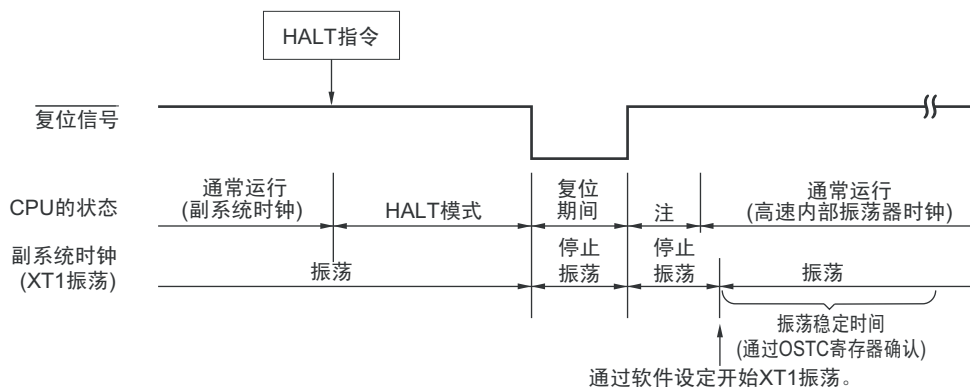 HALT指令
复位信号
通常运行
(副系统时钟)
HALT模式
复位
期间
注
通常运行
(高速内部振荡器时钟)
CPU的状态
副系统时钟
(XT1振荡)
振荡
停止
振荡
停止
振荡
振荡
振荡稳定时间
(通过OSTC寄存器确认)
通过软件设定开始XT1振荡。